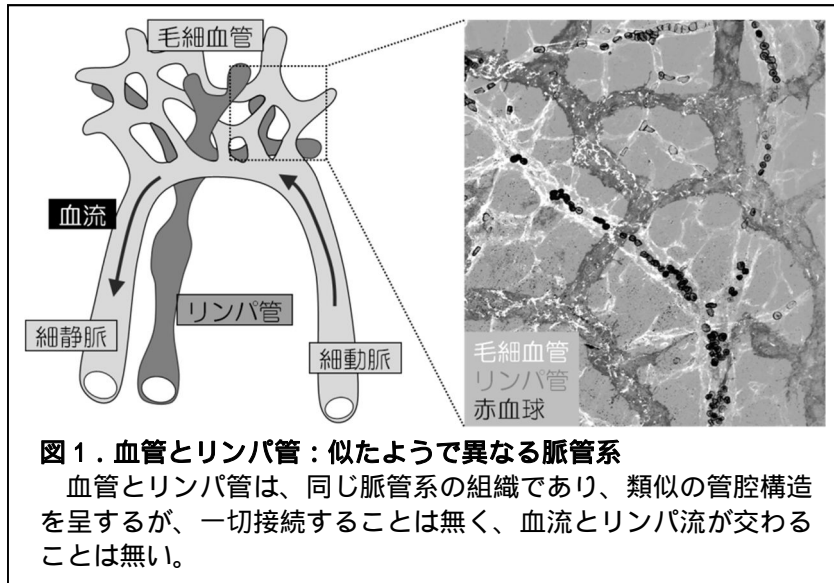 毛細血管
血流
リンパ管
細静脈
細動脈
毛細血管
リンパ管
赤血球
図1．血管とリンパ管：似たようで異なる脈管系
血管とリンパ管は、同じ脈管系の組織であり、類似の管腔構造
を呈するが、一切接続することは無く、血流とリンパ流が交わる
ことは無い。